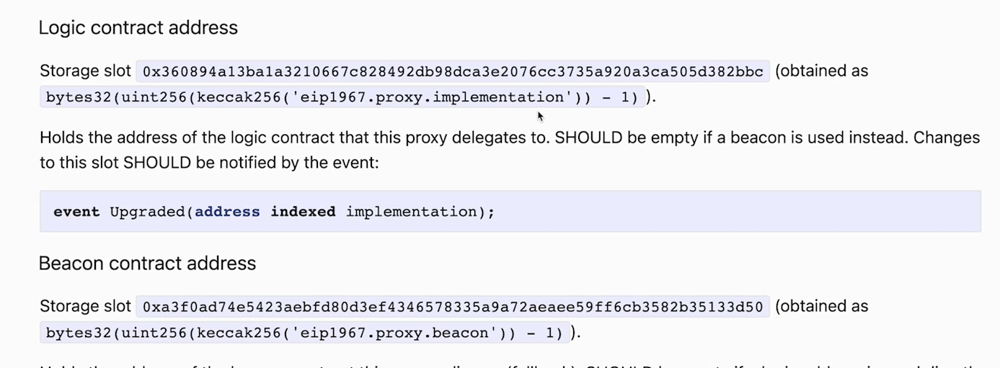 Logic contract address
Storage slot 0x360894a13ba1a3210667c828492db98dca3e2076cc3735a920a3ca505d382bbc (obtained as
bytes32(uint256(keccak256('eip1967.proxy.implementation')) - 1) ).
Holds the address of the logic contract that this proxy delegates to. SHOULD be empty if a beacon is used instead. Changes
to this slot SHOULD be notified by the event:
event Upgraded(address indexed implementation);
Beacon contract address
Storage slot 0xa3f0ad74e5423aebfd80d3ef4346578335a9a72aeaee59ff6cb3582b35133d50 (obtained as
bytes32(uint256(keccak256('eip1967.proxy.beacon')) - 1) ).